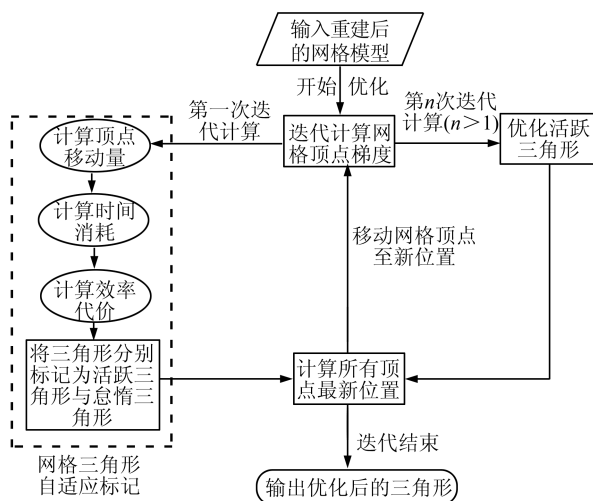 输入重建后
的网格模型
开始
优化
第一次迭
代计算
第n次迭代
计算(n>1)
计算顶点
移动量
迭代计算网
格顶点梯度
优化活跃
三角形
计算时间
消耗
移动网格顶点
至新位置
计算效率
代价
将三角形分别
标记为活跃三
角形与怠惰三
角形
计算所有顶
点最新位置
迭代结束
网格三角形
自适应标记
输出优化后的三角形